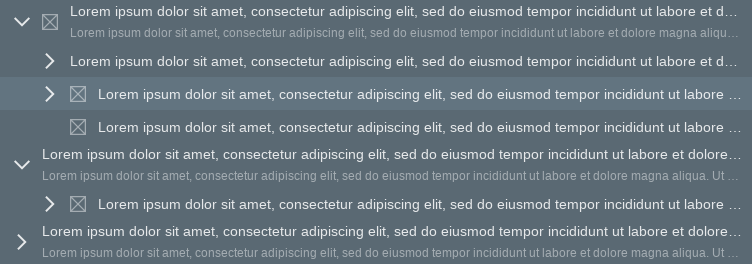 Lorem ipsum dolor sit amet, consectetur adipiscing elit, sed do eiusmod tempor incididunt ut labore et d…
Lorem ipsum dolor sit amet, consectetur adipiscing elit, sed do eiusmod tempor incididunt ut labore et dolore magna aliqu…
Lorem ipsum dolor sit amet, consectetur adipiscing elit, sed do eiusmod tempor incididunt ut labore et d…
Lorem ipsum dolor sit amet, consectetur adipiscing elit, sed do eiusmod tempor incididunt ut labore …
Lorem ipsum dolor sit amet, consectetur adipiscing elit, sed do eiusmod tempor incididunt ut labore …
Lorem ipsum dolor sit amet, consectetur adipiscing elit, sed do eiusmod tempor incididunt ut labore et dolore…
Lorem ipsum dolor sit amet, consectetur adipiscing elit, sed do eiusmod tempor incididunt ut labore et dolore magna aliqua. Ut …
Lorem ipsum dolor sit amet, consectetur adipiscing elit, sed do eiusmod tempor incididunt ut labore …
Lorem ipsum dolor sit amet, consectetur adipiscing elit, sed do eiusmod tempor incididunt ut labore et dolore…
Lorem ipsum dolor sit amet, consectetur adipiscing elit, sed do eiusmod tempor incididunt ut labore et dolore magna aliqua. Ut …